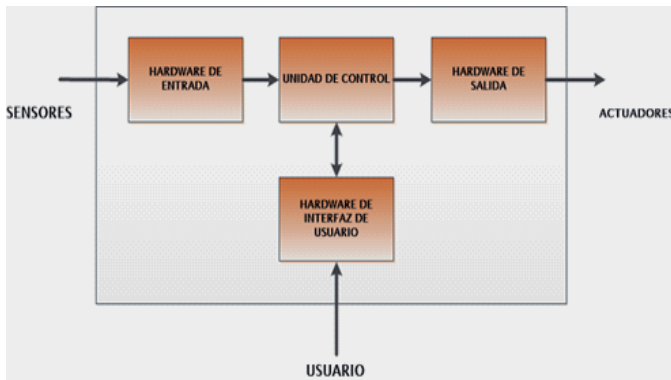 HARDWARE DE
ENTRADA
UNIDAD DE CONTROL
HARDWARE DE
SALIDA
SENSORES
ACTUADORES
HARDWARE DE
INTERFAZ DE
USUARIO
USUARIO